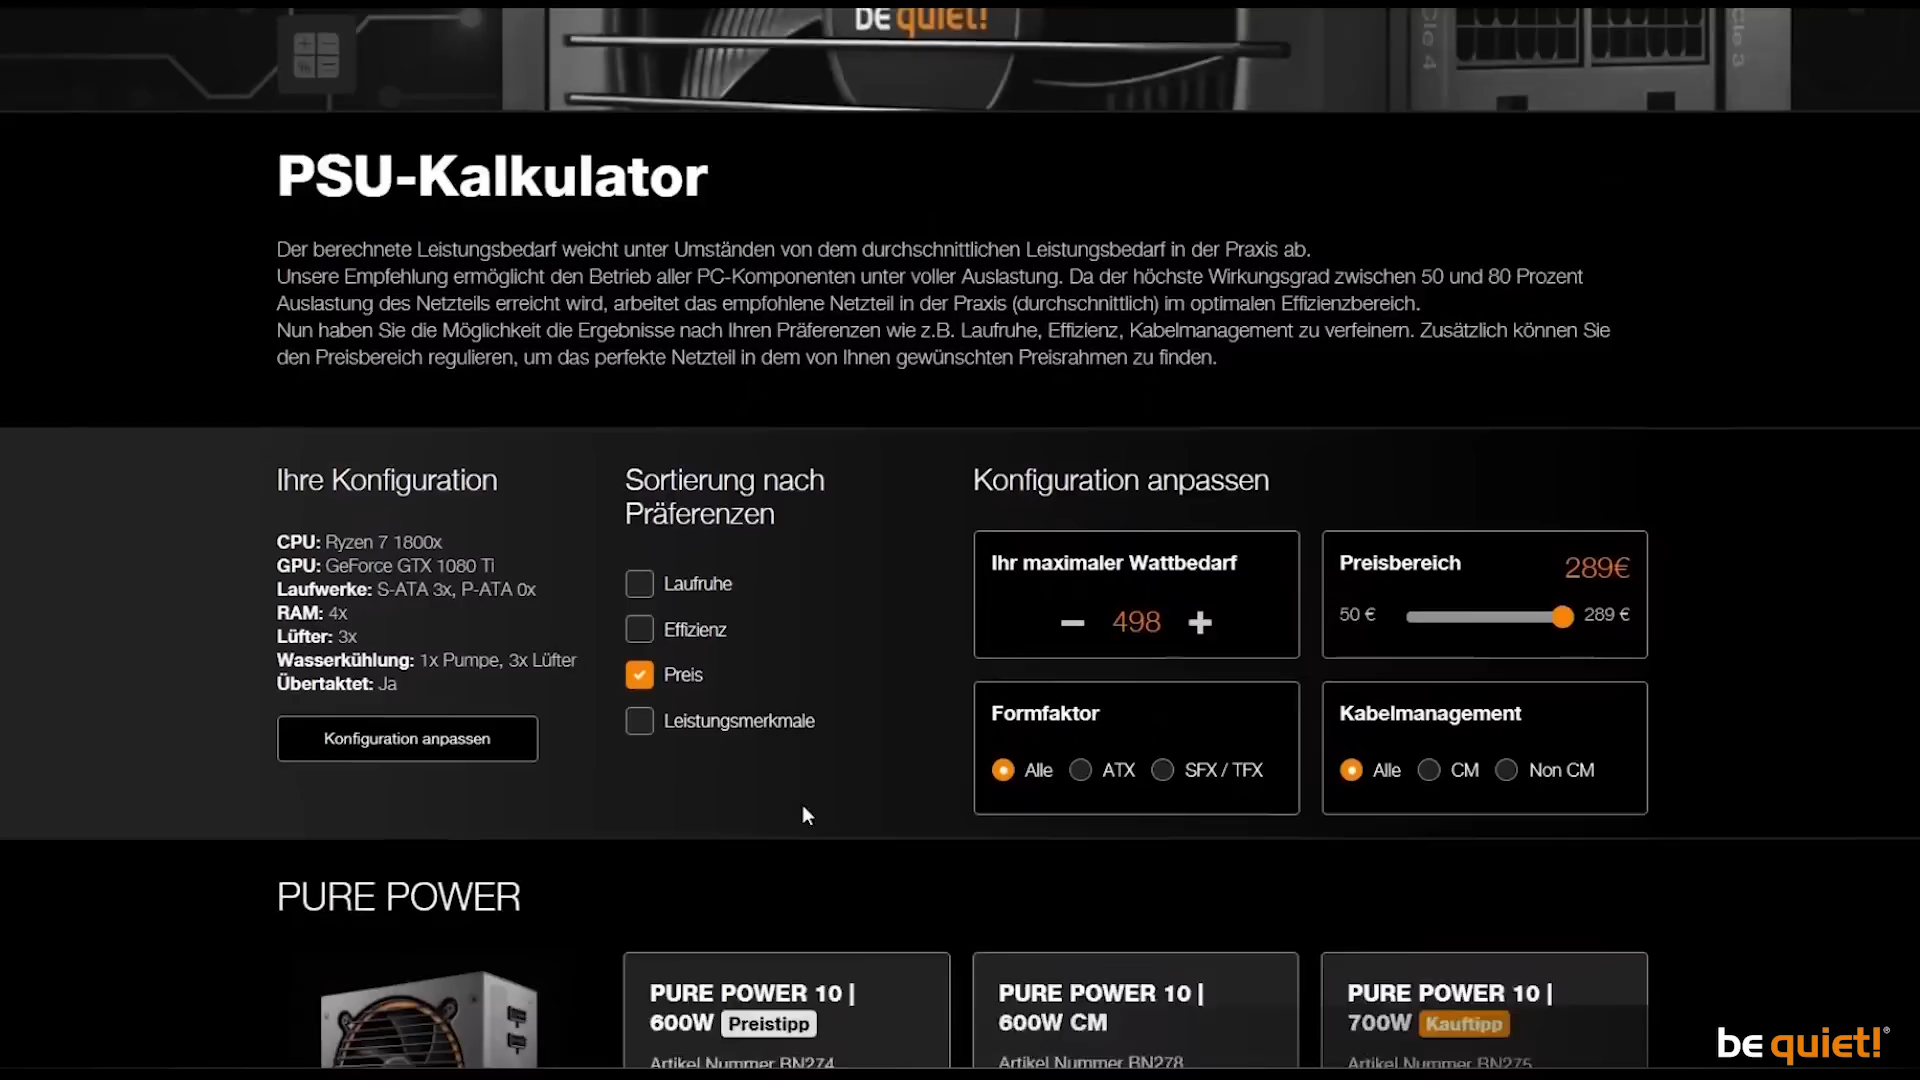 BE quiet!
cle 4
cle 3
PSU-Kalkulator
Der berechnete Leistungsbedarf weicht unter Umständen von dem durchschnittlichen Leistungsbedarf in der Praxis ab.
Unsere Empfehlung ermöglicht den Betrieb aller PC-Komponenten unter voller Auslastung. Da der höchste Wirkungsgrad zwischen 50 und 80 Prozent
Auslastung des Netzteils erreicht wird, arbeitet das empfohlene Netzteil in der Praxis (durchschnittlich) im optimalen Effizienzbereich.
Nun haben Sie die Möglichkeit die Ergebnisse nach Ihren Präferenzen wie z.B. Laufruhe, Effizienz, Kabelmanagement zu verfeinern. Zusätzlich können Sie
den Preisbereich regulieren, um das perfekte Netzteil in dem von Ihnen gewünschten Preisrahmen zu finden.
Ihre Konfiguration
CPU: Ryzen 7 1800x
GPU: GeForce GTX 1080 Ti
Laufwerke: S-ATA 3x, P-ATA 0x
RAM: 4x
Lüfter: 3x
Wasserkühlung: 1x Pumpe, 3x Lüfter
Übertaktet: Ja
Konfiguration anpassen
Sortierung nach
Präferenzen
Laufruhe
Effizienz
Preis
Leistungsmerkmale
Konfiguration anpassen
Ihr maximaler Wattbedarf
− 498 +
Preisbereich 289€
50 € 289 €
Formfaktor
Alle ATX SFX / TFX
Kabelmanagement
Alle CM Non CM
PURE POWER
PURE POWER 10 |
600W Preistipp
Artikel Nummer BN274
PURE POWER 10 |
600W CM
Artikel Nummer BN278
PURE POWER 10 |
700W Kauftipp
Artikel Nummer BN275
be quiet!®